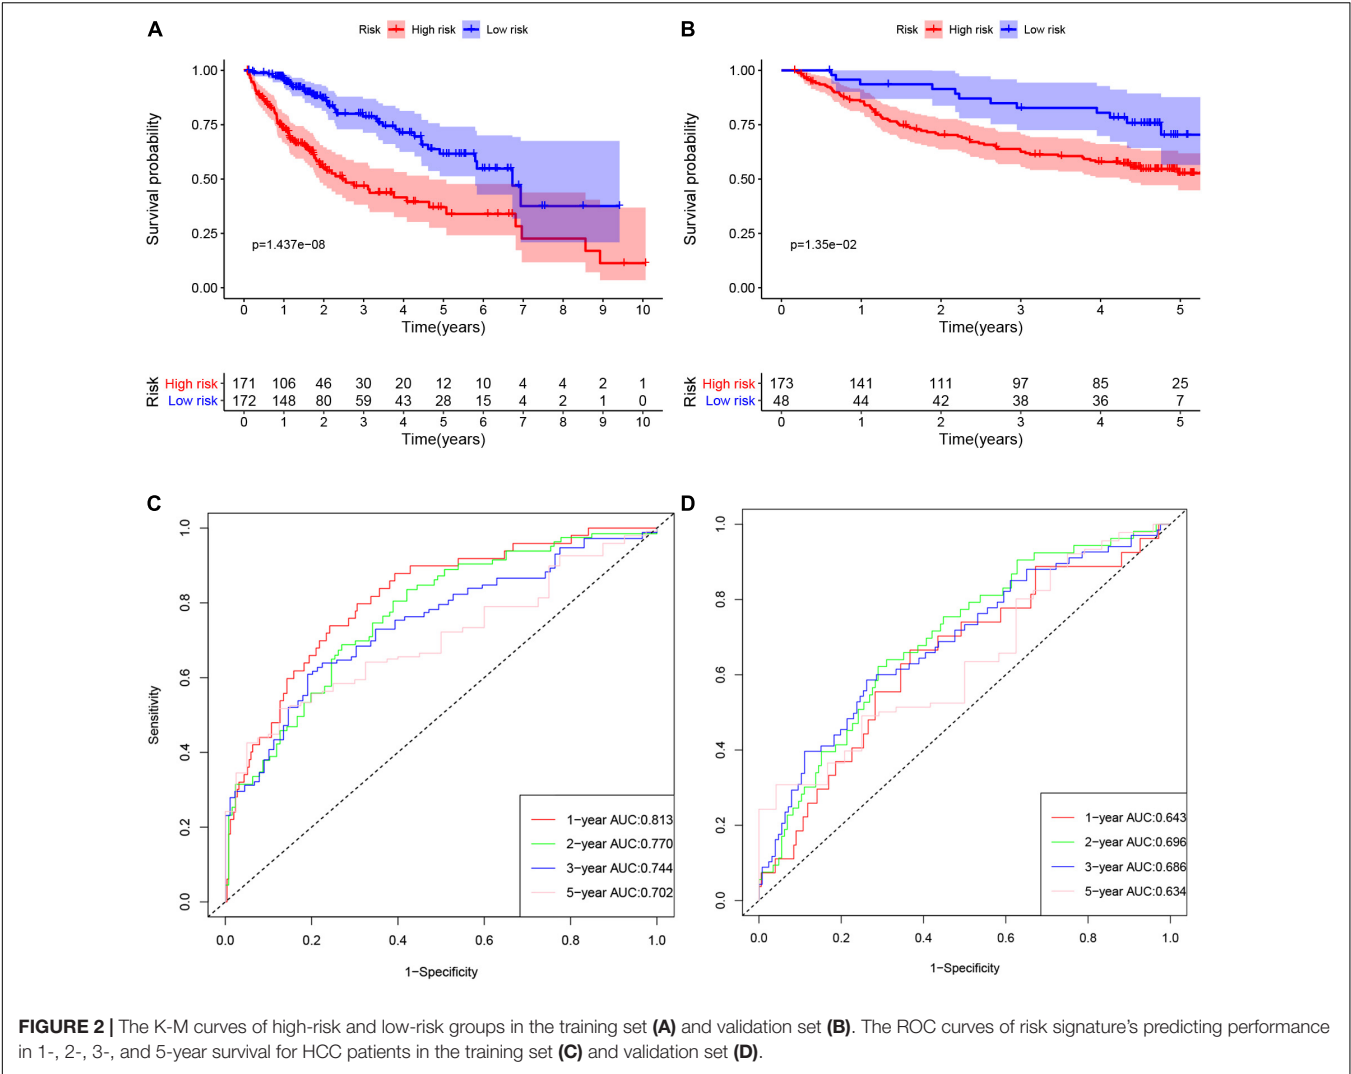 A
Risk High risk Low risk
1.00
0.75
0.50
0.25
0.00
Survival probability
p=1.437e−08
0 1 2 3 4 5 6 7 8 9 10
Time(years)
Risk
High risk 171 106 46 30 20 12 10 4 4 2 1
Low risk 172 148 80 59 43 28 15 4 2 1 0
0 1 2 3 4 5 6 7 8 9 10
Time(years)
B
Risk High risk Low risk
1.00
0.75
0.50
0.25
0.00
Survival probability
p=1.35e−02
0 1 2 3 4 5
Time(years)
Risk
High risk 173 141 111 97 85 25
Low risk 48 44 42 38 36 7
0 1 2 3 4 5
Time(years)
C
1.0
0.8
0.6
0.4
0.2
0.0
Sensitivity
1−year AUC:0.813
2−year AUC:0.770
3−year AUC:0.744
5−year AUC:0.702
0.0 0.2 0.4 0.6 0.8 1.0
1−Specificity
D
1.0
0.8
0.6
0.4
0.2
0.0
1−year AUC:0.643
2−year AUC:0.696
3−year AUC:0.686
5−year AUC:0.634
0.0 0.2 0.4 0.6 0.8 1.0
1−Specificity
FIGURE 2 | The K-M curves of high-risk and low-risk groups in the training set (A) and validation set (B). The ROC curves of risk signature's predicting performance
in 1-, 2-, 3-, and 5-year survival for HCC patients in the training set (C) and validation set (D).